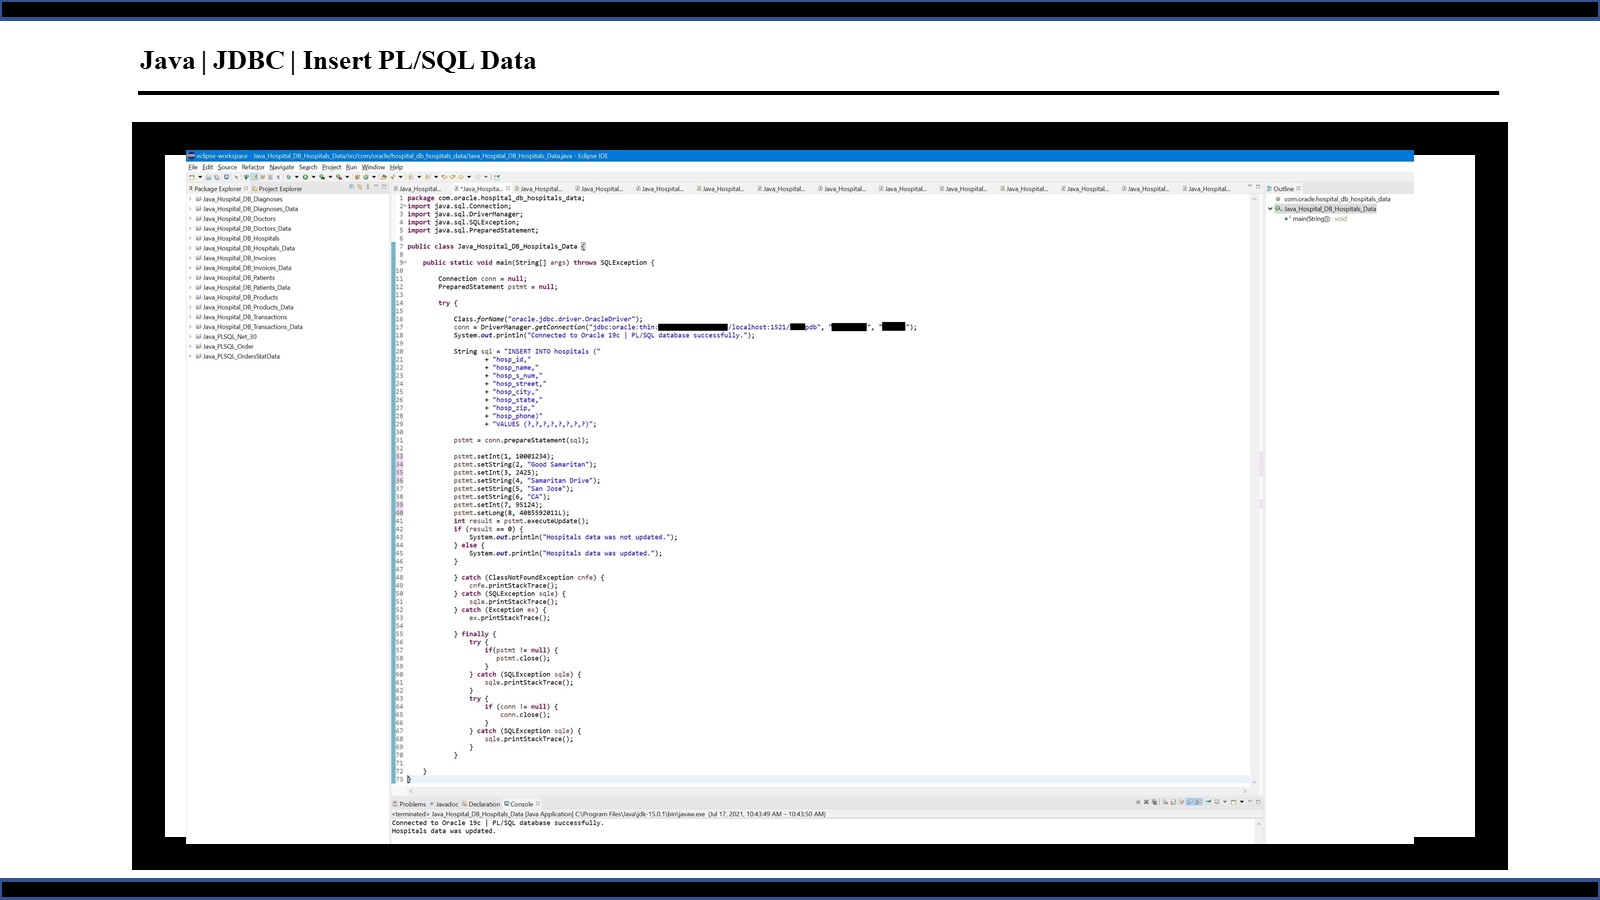 Java | JDBC | Insert PL/SQL Data
eclipse-workspace - Java_Hospital_DB_Hospitals_Data/src/com/oracle/hospital_db_hospitals_data/Java_Hospital_DB_Hospitals_Data.java - Eclipse IDE
File Edit Source Refactor Navigate Search Project Run Window Help
Package Explorer Project Explorer
Java_Hospital_DB_Diagnoses
Java_Hospital_DB_Diagnoses_Data
Java_Hospital_DB_Doctors
Java_Hospital_DB_Doctors_Data
Java_Hospital_DB_Hospitals
Java_Hospital_DB_Hospitals_Data
Java_Hospital_DB_Invoices
Java_Hospital_DB_Invoices_Data
Java_Hospital_DB_Patients
Java_Hospital_DB_Patients_Data
Java_Hospital_DB_Products
Java_Hospital_DB_Products_Data
Java_Hospital_DB_Transactions
Java_Hospital_DB_Transactions_Data
Java_PLSQL_Net_30
Java_PLSQL_Order
Java_PLSQL_OrdersStatData
Java_Hospital... *Java_Hospita... Java_Hospital... Java_Hospital... Java_Hospital... Java_Hospital... Java_Hospital... Java_Hospital... Java_Hospital... Java_Hospital... Java_Hospital... Java_Hospital... Java_Hospital... Java_Hospital...
1 package com.oracle.hospital_db_hospitals_data;
2 import java.sql.Connection;
3 import java.sql.DriverManager;
4 import java.sql.SQLException;
5 import java.sql.PreparedStatement;
6
7 public class Java_Hospital_DB_Hospitals_Data {
8
9 public static void main(String[] args) throws SQLException {
10
11 Connection conn = null;
12 PreparedStatement pstmt = null;
13
14 try {
15
16 Class.forName("oracle.jdbc.driver.OracleDriver");
17 conn = DriverManager.getConnection("jdbc:oracle:thin: /localhost:1521/ pdb", " ", " ");
18 System.out.println("Connected to Oracle 19c | PL/SQL database successfully.");
19
20 String sql = "INSERT INTO hospitals ("
21 + "hosp_id,"
22 + "hosp_name,"
23 + "hosp_s_num,"
24 + "hosp_street,"
25 + "hosp_city,"
26 + "hosp_state,"
27 + "hosp_zip,"
28 + "hosp_phone)"
29 + "VALUES (?,?,?,?,?,?,?,?)";
30
31 pstmt = conn.prepareStatement(sql);
32
33 pstmt.setInt(1, 10001234);
34 pstmt.setString(2, "Good Samaritan");
35 pstmt.setInt(3, 2425);
36 pstmt.setString(4, "Samaritan Drive");
37 pstmt.setString(5, "San Jose");
38 pstmt.setString(6, "CA");
39 pstmt.setInt(7, 95124);
40 pstmt.setLong(8, 4085592011L);
41 int result = pstmt.executeUpdate();
42 if (result == 0) {
43 System.out.println("Hospitals data was not updated.");
44 } else {
45 System.out.println("Hospitals data was updated.");
46 }
47
48 } catch (ClassNotFoundException cnfe) {
49 cnfe.printStackTrace();
50 } catch (SQLException sqle) {
51 sqle.printStackTrace();
52 } catch (Exception ex) {
53 ex.printStackTrace();
54
55 } finally {
56 try {
57 if(pstmt != null) {
58 pstmt.close();
59 }
60 } catch (SQLException sqle) {
61 sqle.printStackTrace();
62 }
63 try {
64 if (conn != null) {
65 conn.close();
66 }
67 } catch (SQLException sqle) {
68 sqle.printStackTrace();
69 }
70 }
71
72 }
73 }
Outline
com.oracle.hospital_db_hospitals_data
Java_Hospital_DB_Hospitals_Data
main(String[]) : void
Problems Javadoc Declaration Console
<terminated> Java_Hospital_DB_Hospitals_Data [Java Application] C:\Program Files\Java\jdk-15.0.1\bin\javaw.exe (Jul 17, 2021, 10:43:49 AM – 10:43:50 AM)
Connected to Oracle 19c | PL/SQL database successfully.
Hospitals data was updated.